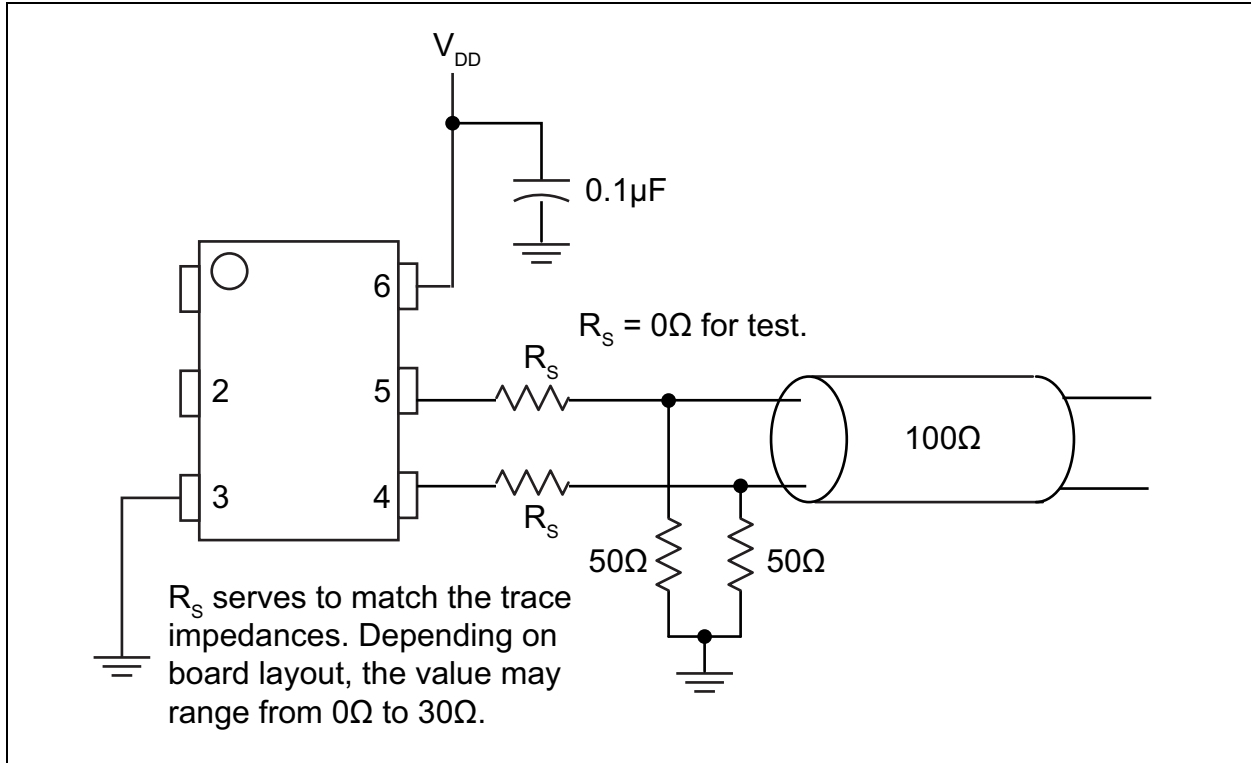 V_DD
0.1µF
6
R_S = 0Ω for test.
R_S
2
5
100Ω
3
4
R_S
50Ω
50Ω
R_S serves to match the trace
impedances. Depending on
board layout, the value may
range from 0Ω to 30Ω.